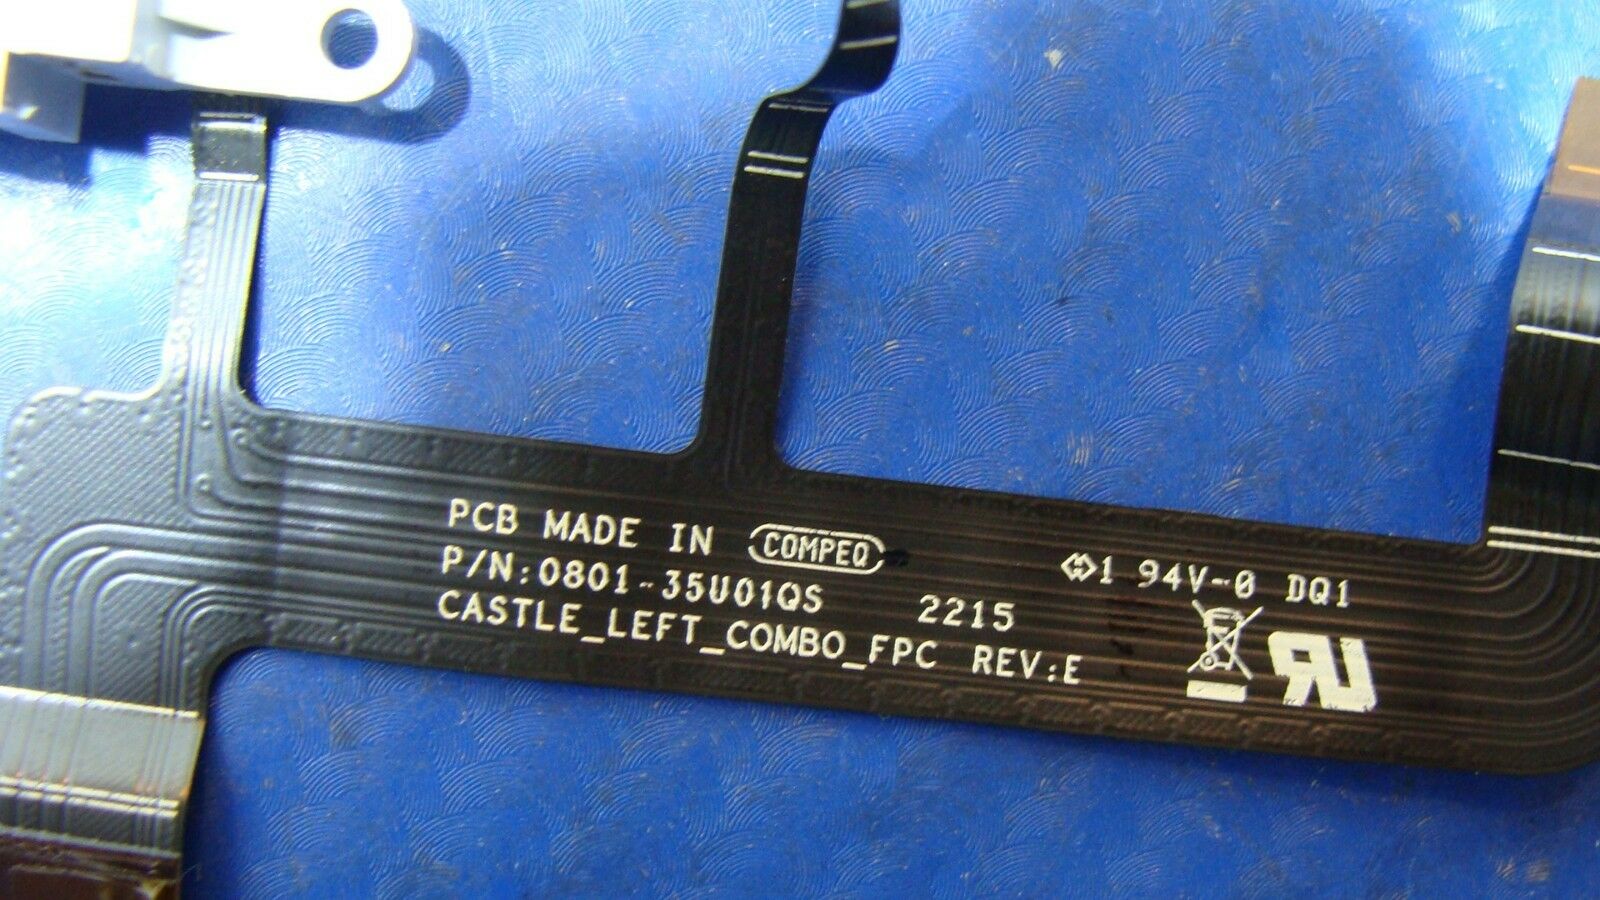 PCB MADE IN COMPEQ
P/N:0801-35U01QS 2215
CASTLE_LEFT_COMBO_FPC REV:E
1 94V-0 DQ1